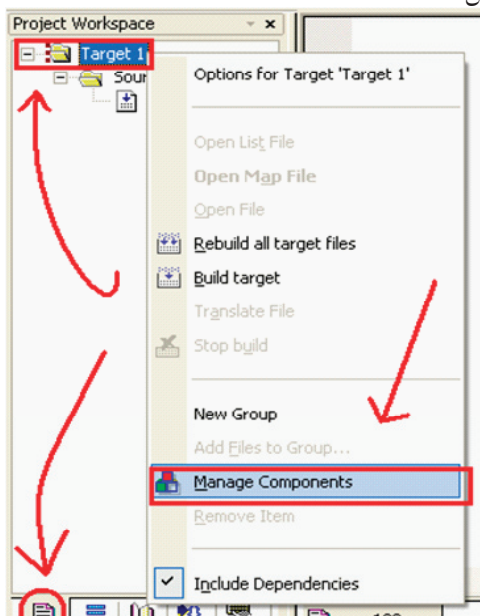 Project Workspace
Target 1
Sour
Options for Target 'Target 1'
Open List File
Open Map File
Open File
Rebuild all target files
Build target
Translate File
Stop build
New Group
Add Files to Group...
Manage Components
Remove Item
Include Dependencies